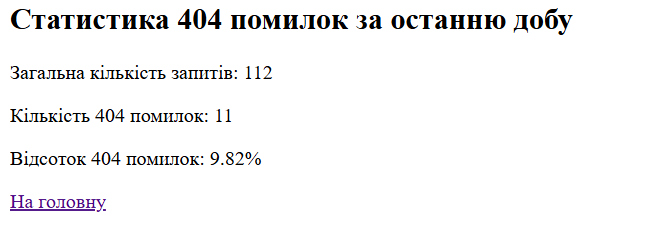 Статистика 404 помилок за останню добу
Загальна кількість запитів: 112
Кількість 404 помилок: 11
Відсоток 404 помилок: 9.82%
На головну